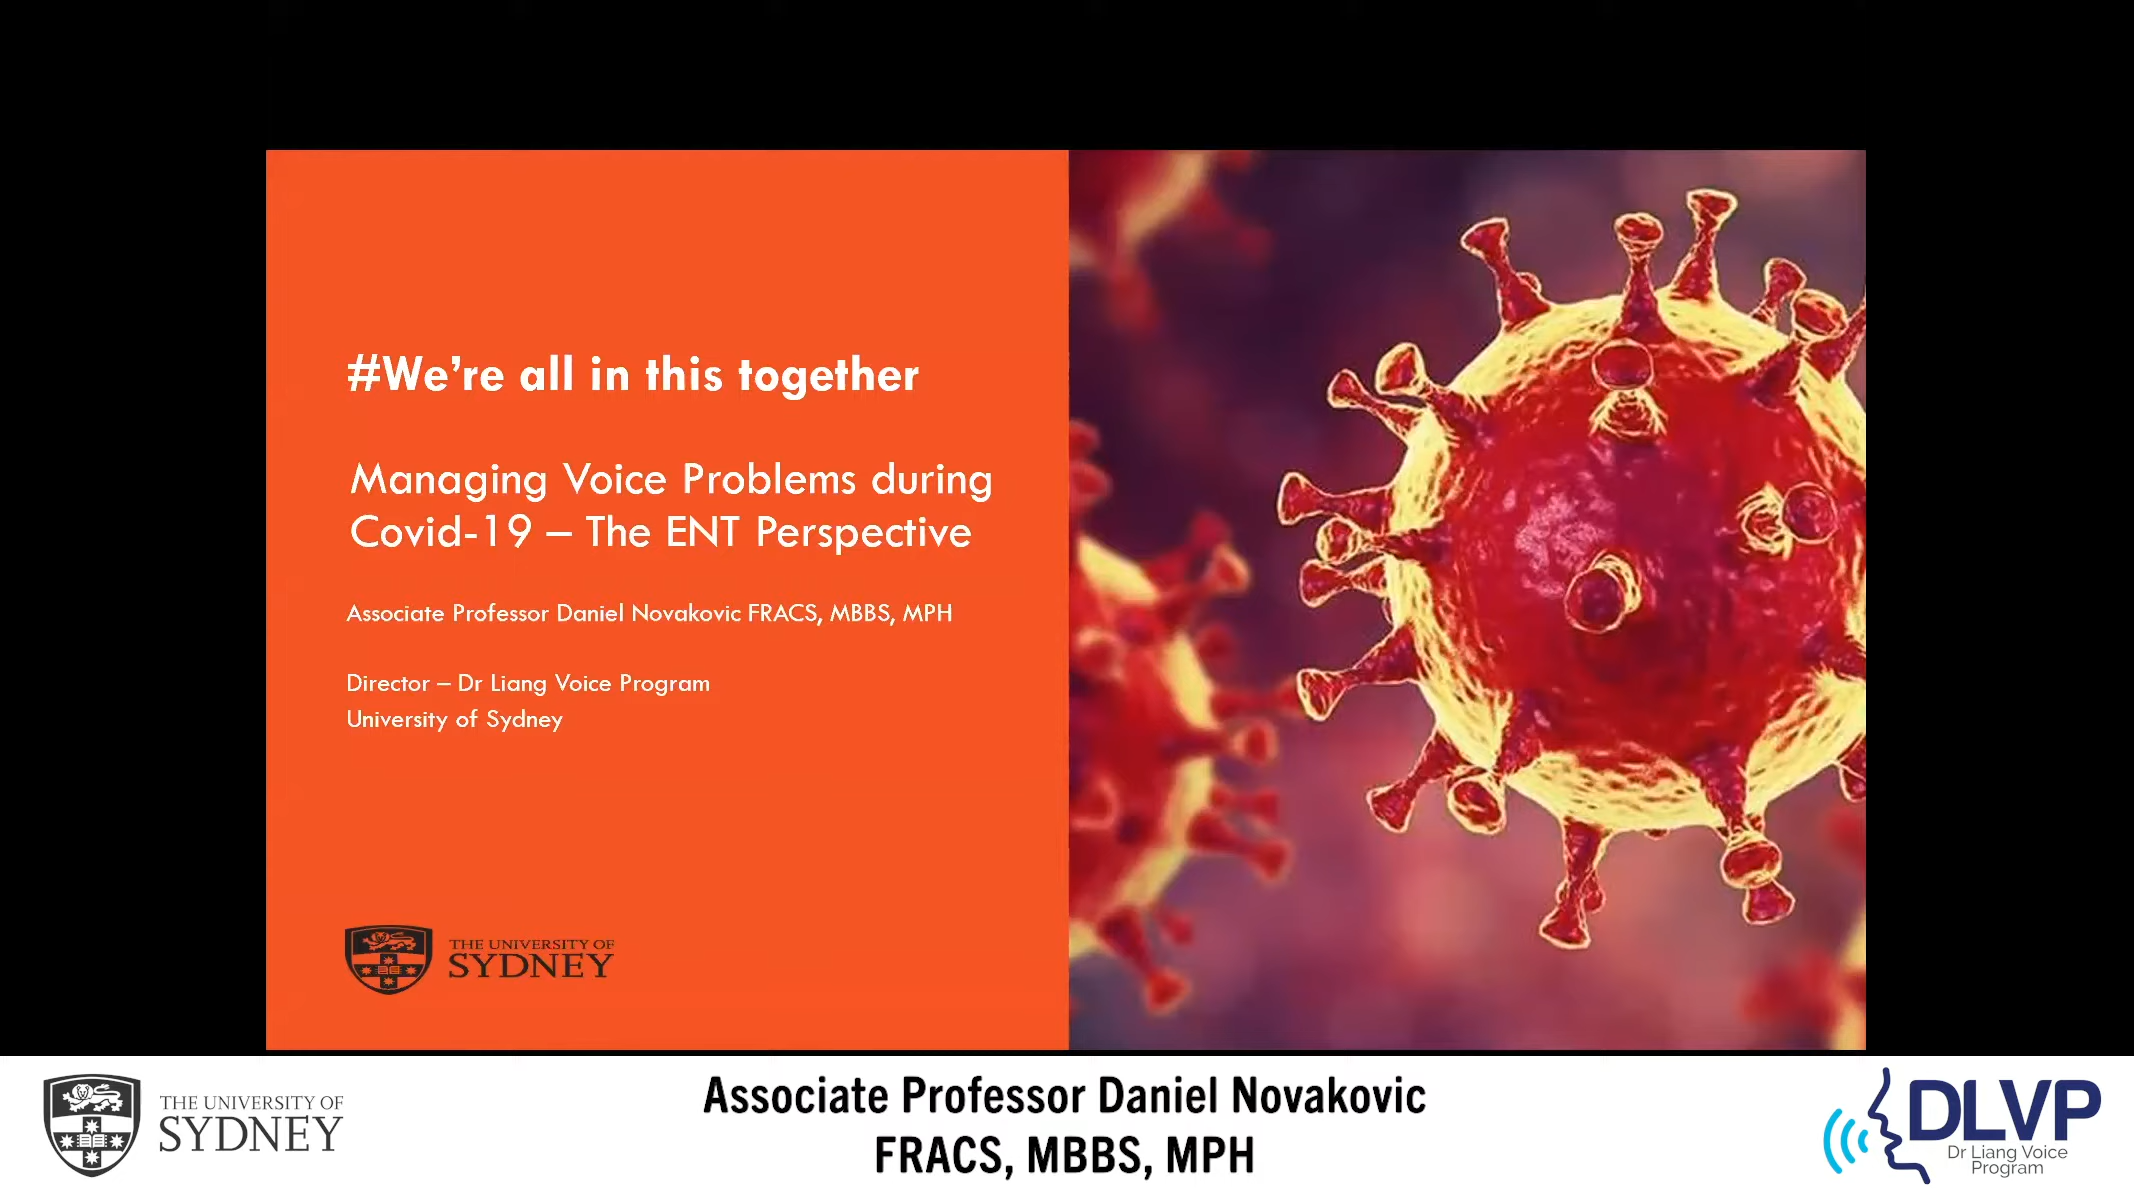 #We're all in this together
Managing Voice Problems during
Covid-19 – The ENT Perspective
Associate Professor Daniel Novakovic FRACS, MBBS, MPH
Director – Dr Liang Voice Program
University of Sydney
THE UNIVERSITY OF
SYDNEY
THE UNIVERSITY OF
SYDNEY
Associate Professor Daniel Novakovic
FRACS, MBBS, MPH
DLVP
Dr Liang Voice
Program